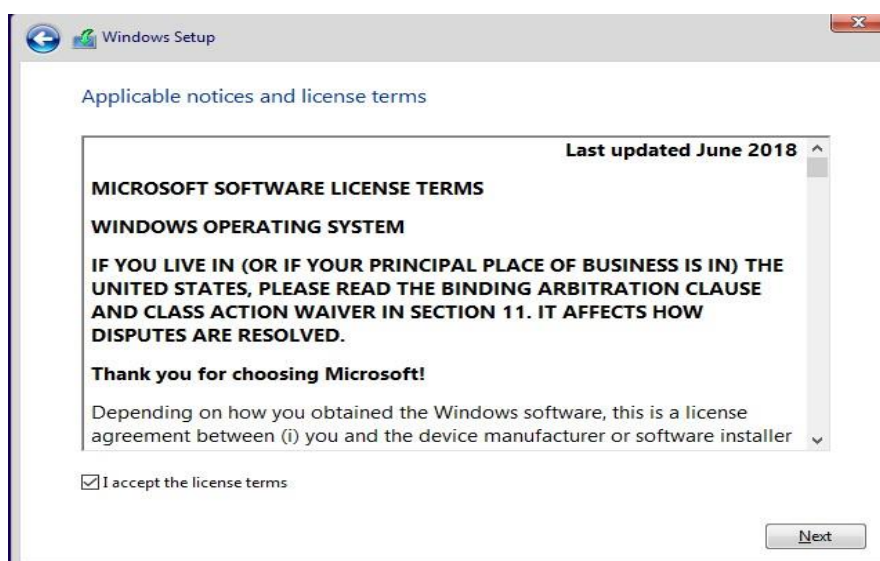 Windows Setup
Applicable notices and license terms
Last updated June 2018
MICROSOFT SOFTWARE LICENSE TERMS
WINDOWS OPERATING SYSTEM
IF YOU LIVE IN (OR IF YOUR PRINCIPAL PLACE OF BUSINESS IS IN) THE
UNITED STATES, PLEASE READ THE BINDING ARBITRATION CLAUSE
AND CLASS ACTION WAIVER IN SECTION 11. IT AFFECTS HOW
DISPUTES ARE RESOLVED.
Thank you for choosing Microsoft!
Depending on how you obtained the Windows software, this is a license
agreement between (i) you and the device manufacturer or software installer
I accept the license terms
Next